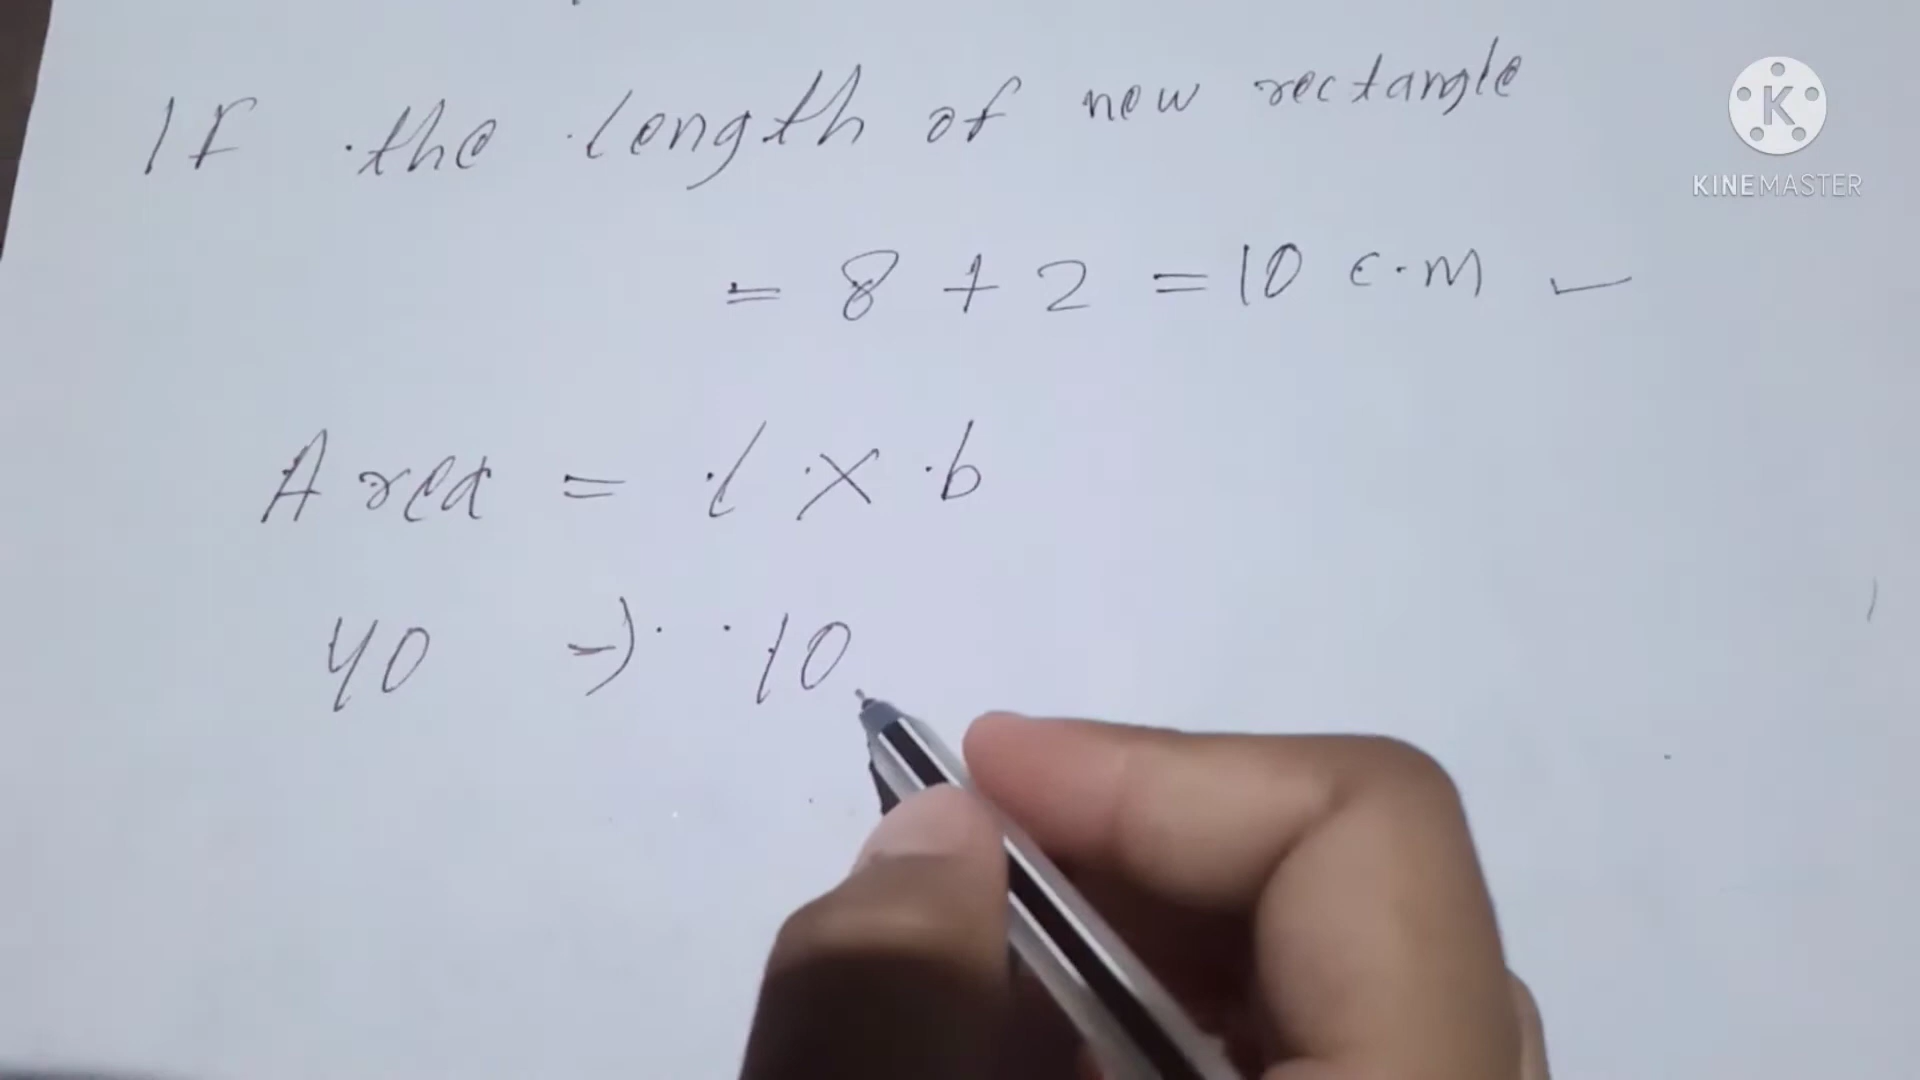 If the length of new rectangle
= 8 + 2 = 10 c.m
Area = l × b
40 → 10
K
KINEMASTER